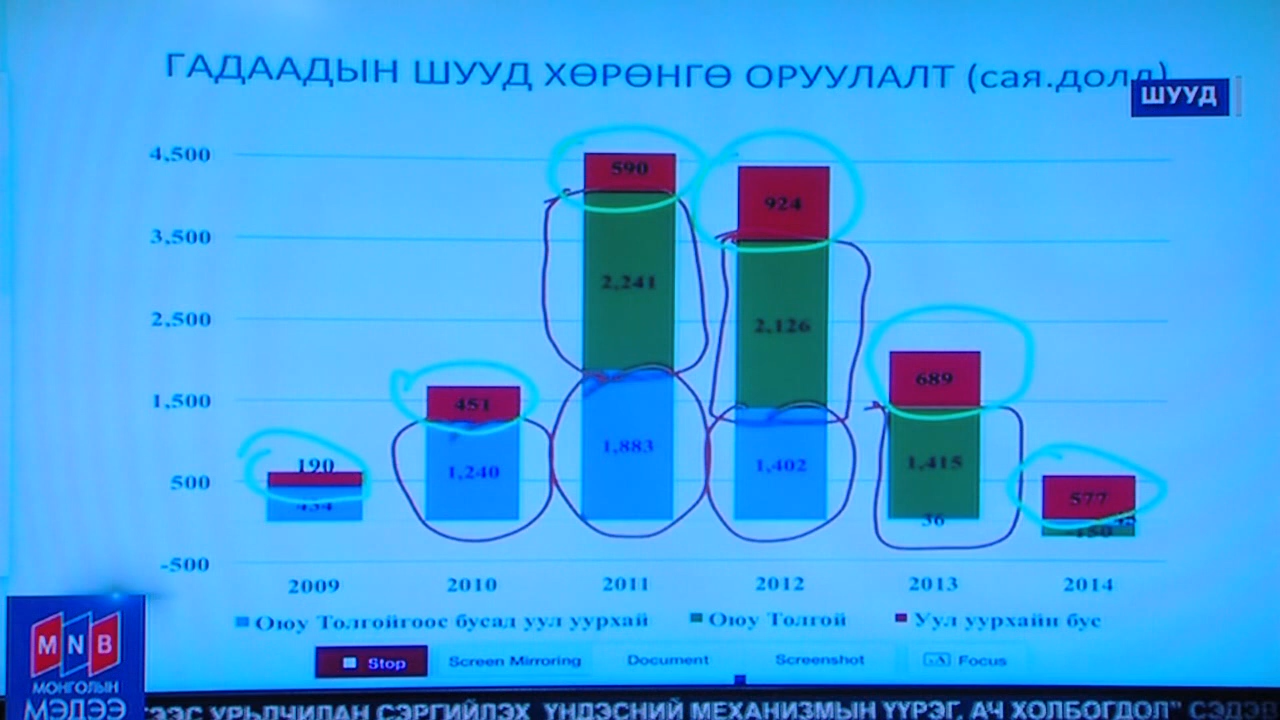 ГАДААДЫН ШУУД ХӨРӨНГӨ ОРУУЛАЛТ (сая.долл)
ШУУД
4,500
3,500
2,500
1,500
500
-500
590
924
2,241
2,126
689
451
1,883
1,240
1,402
1,415
190
434
36
577
2009 2010 2011 2012 2013 2014
Оюу Толгойгоос бусад уул уурхай Оюу Толгой Уул уурхайн бус
Stop Screen Mirroring Document Screenshot A Focus
MNB
МОНГОЛЫН
МЭДЭЭ
УРЬДЧИЛАН СЭРГИЙЛЭХ ҮНДЭСНИЙ МЕХАНИЗМЫН ҮҮРЭГ, АЧ ХОЛБОГДОЛ"